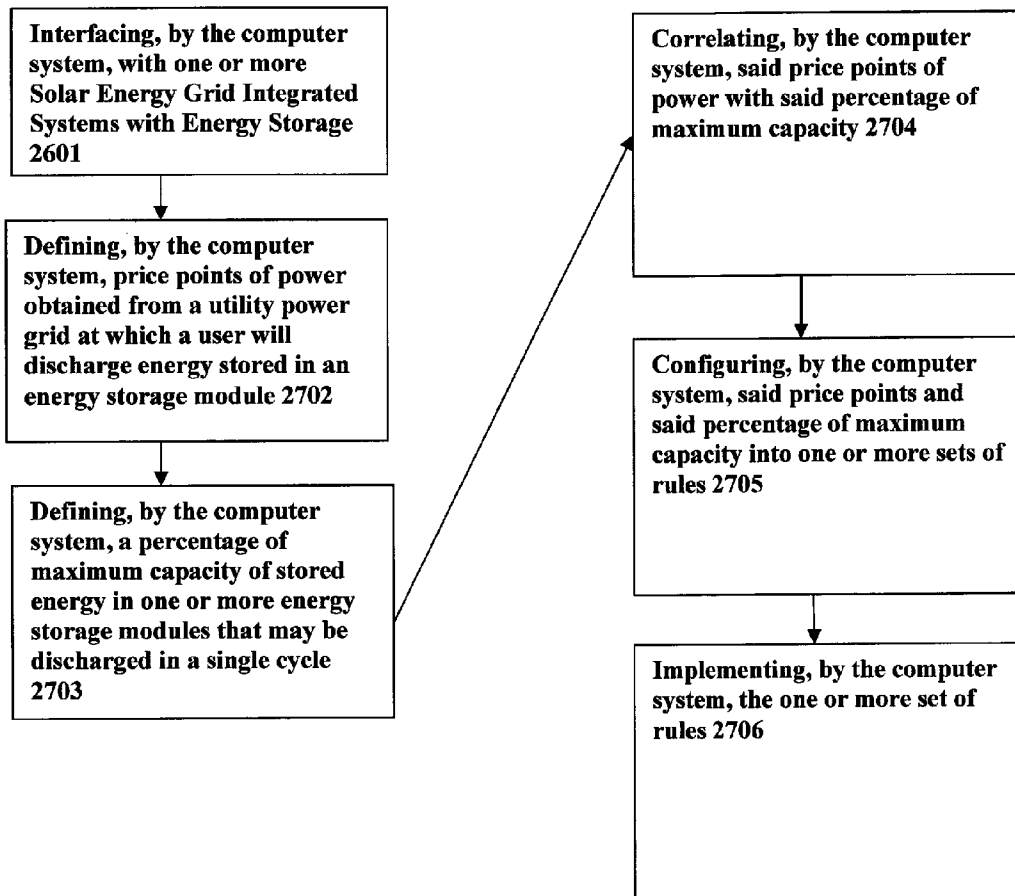 Interfacing, by the computer
system, with one or more
Solar Energy Grid Integrated
Systems with Energy Storage
2601
Defining, by the computer
system, price points of power
obtained from a utility power
grid at which a user will
discharge energy stored in an
energy storage module 2702
Defining, by the computer
system, a percentage of
maximum capacity of stored
energy in one or more energy
storage modules that may be
discharged in a single cycle
2703
Correlating, by the computer
system, said price points of
power with said percentage of
maximum capacity 2704
Configuring, by the computer
system, said price points and
said percentage of maximum
capacity into one or more sets of
rules 2705
Implementing, by the computer
system, the one or more set of
rules 2706